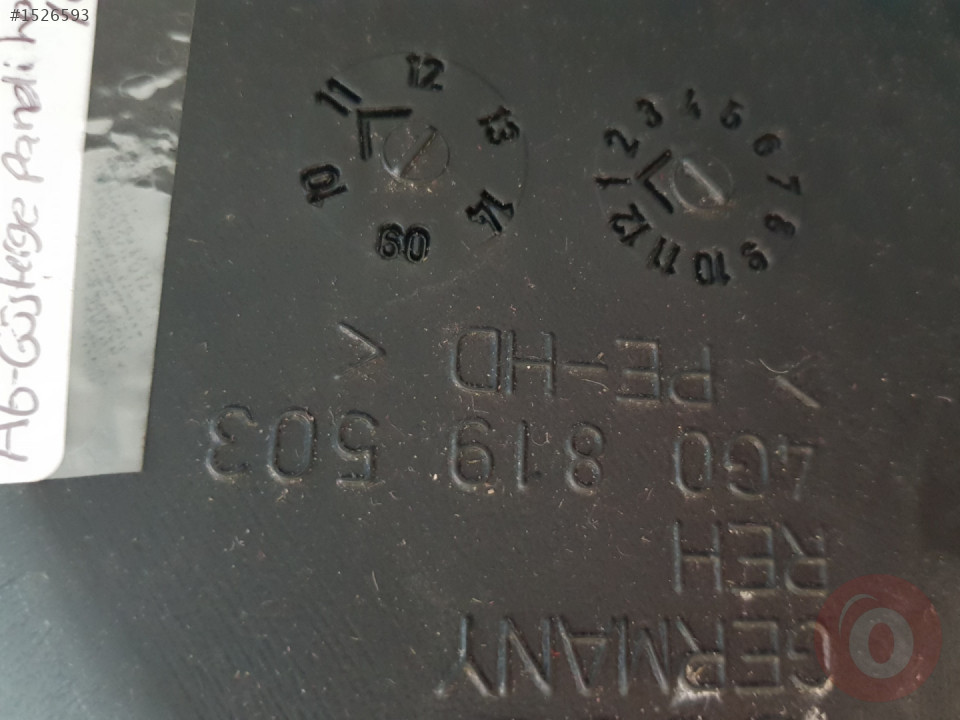 #1526593
A6-Göğüs
11 12 13 14 09 10
1 2 3 4 5 6 7 8 9 10 11 12
GERMANY
REH
4G0 819 503
> PE-HD <